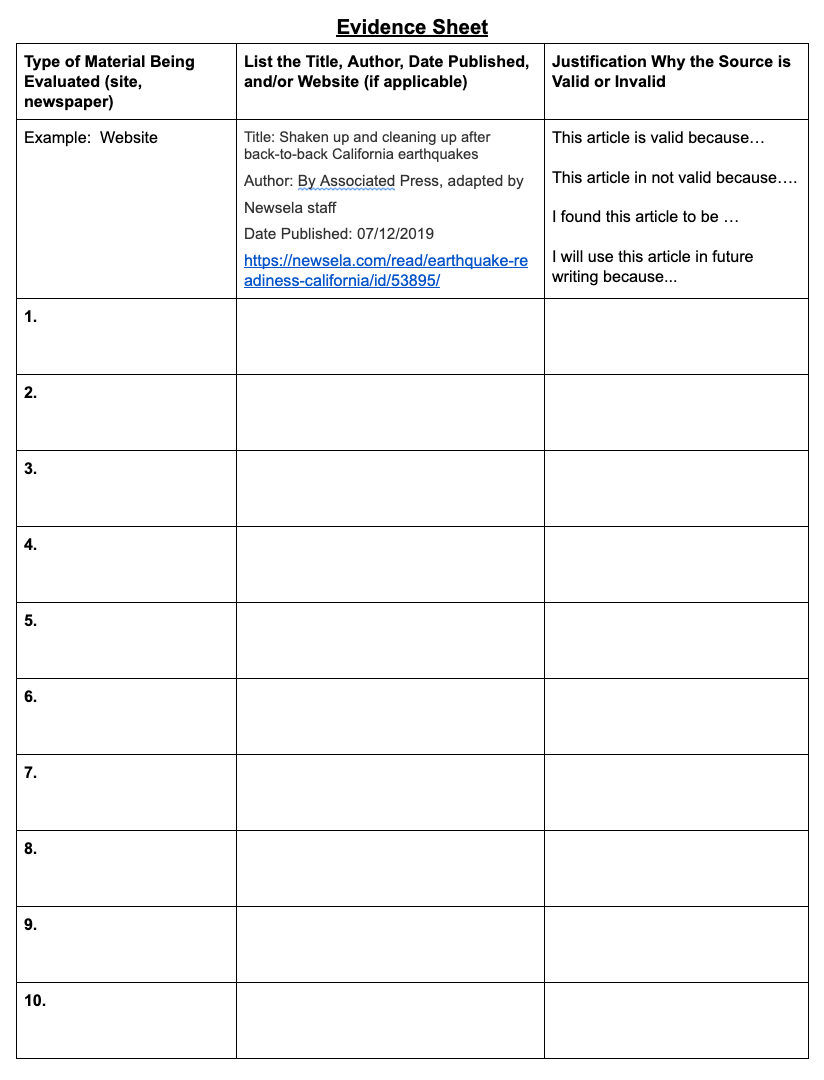 Evidence Sheet
Type of Material Being
Evaluated (site,
newspaper)
List the Title, Author, Date Published,
and/or Website (if applicable)
Justification Why the Source is
Valid or Invalid
Example:  Website
Title: Shaken up and cleaning up after
back-to-back California earthquakes
Author: By Associated Press, adapted by
Newsela staff
Date Published: 07/12/2019
https://newsela.com/read/earthquake-re
adiness-california/id/53895/
This article is valid because…
This article in not valid because….
I found this article to be …
I will use this article in future
writing because...
1.
2.
3.
4.
5.
6.
7.
8.
9.
10.